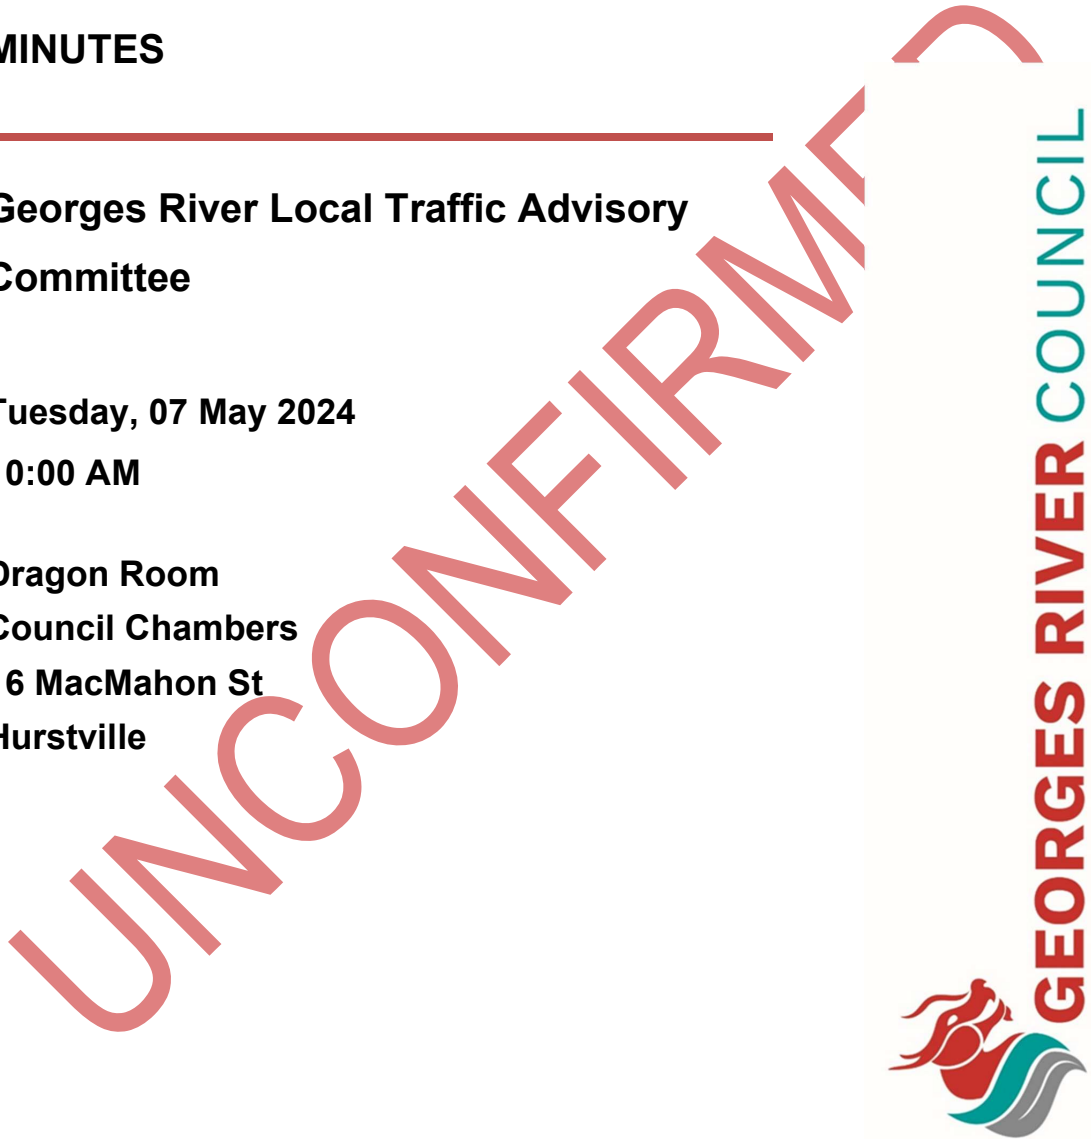 MINUTES
Georges River Local Traffic Advisory
Committee
Tuesday, 07 May 2024
0:00 AM
Dragon Room
Council Chambers
6 MacMahon St
Hurstville
UNCONFIRMED
GEORGES RIVER COUNCIL